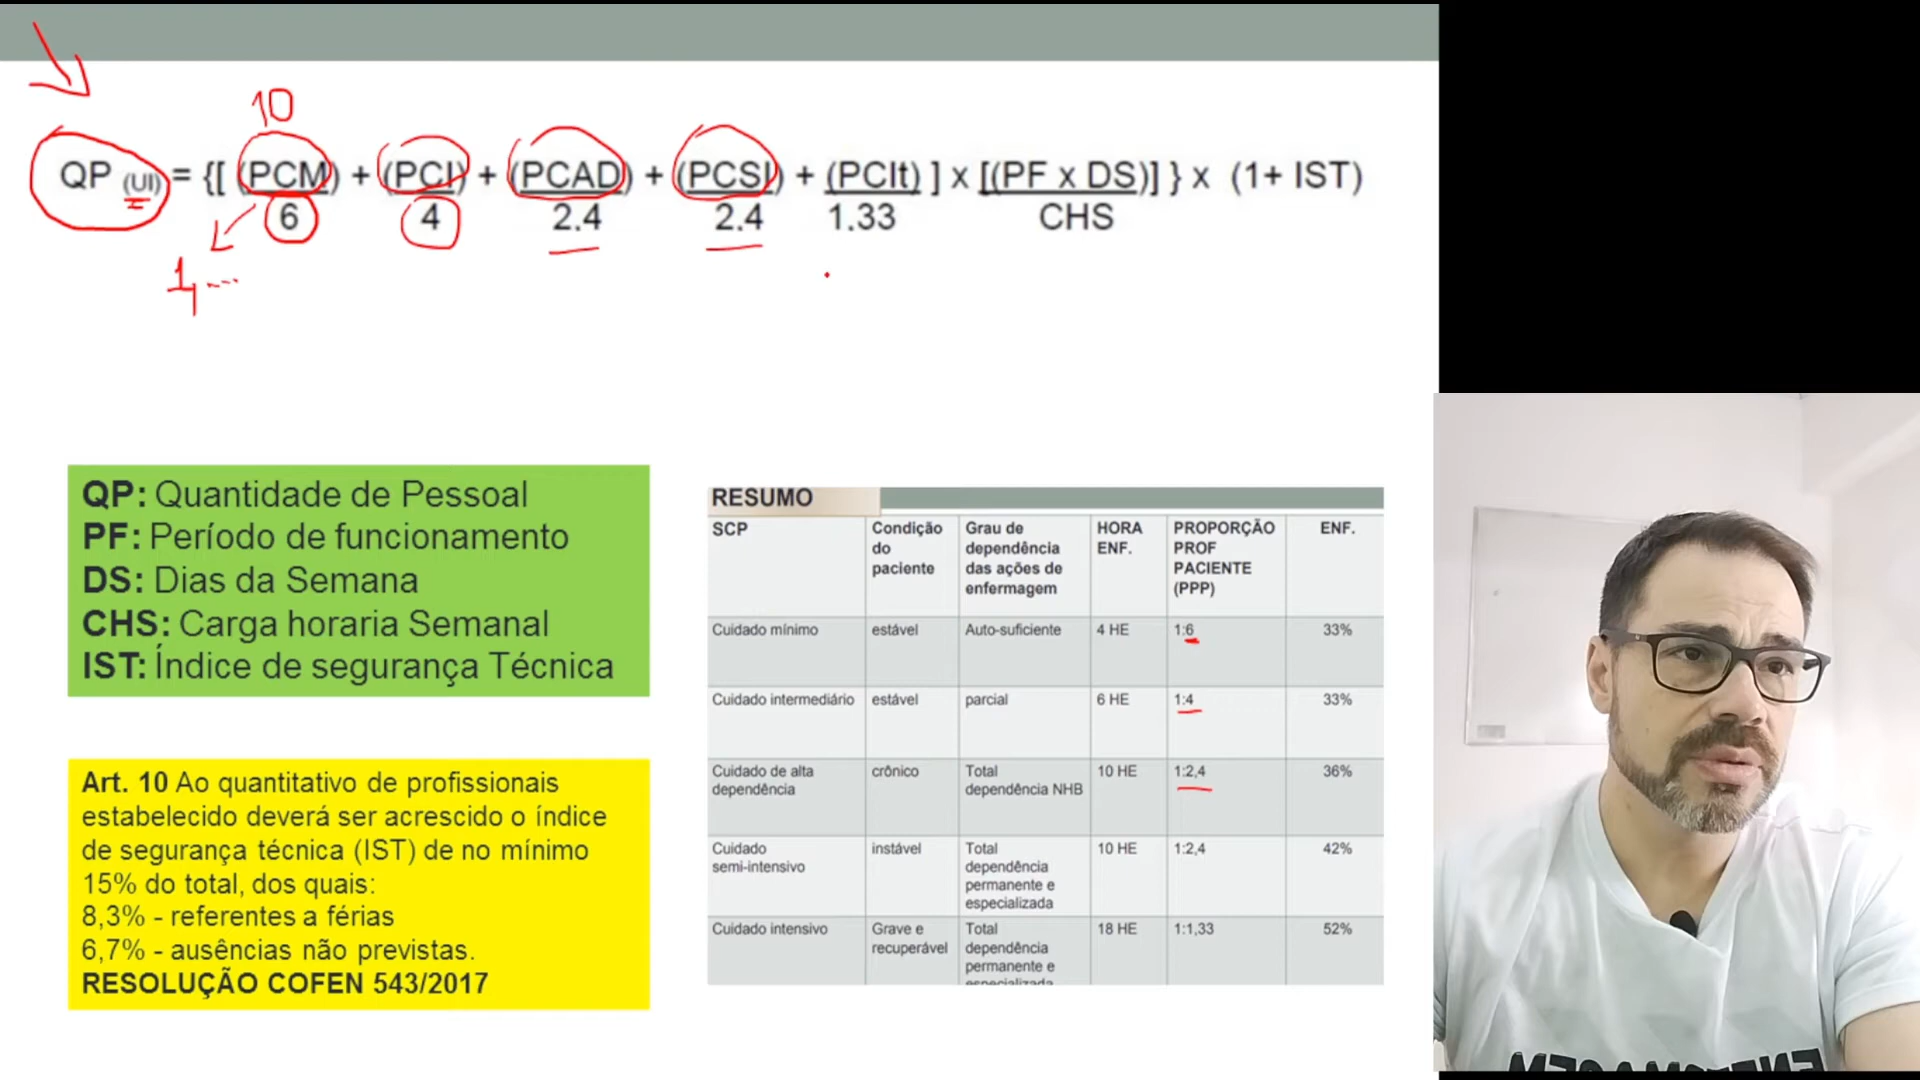 10
QP (UI) = {[ (PCM) + (PCI) + (PCAD) + (PCSI) + (PCIt) ] x [(PF x DS)] } x (1+ IST)
6 4 2.4 2.4 1.33 CHS
1,...
QP: Quantidade de Pessoal
PF: Período de funcionamento
DS: Dias da Semana
CHS: Carga horaria Semanal
IST: Índice de segurança Técnica
Art. 10 Ao quantitativo de profissionais
estabelecido deverá ser acrescido o índice
de segurança técnica (IST) de no mínimo
15% do total, dos quais:
8,3% - referentes a férias
6,7% - ausências não previstas.
RESOLUÇÃO COFEN 543/2017
RESUMO
SCP Condição do paciente Grau de dependência das ações de enfermagem HORA ENF. PROPORÇÃO PROF PACIENTE (PPP) ENF.
Cuidado mínimo estável Auto-suficiente 4 HE 1:6 33%
Cuidado intermediário estável parcial 6 HE 1:4 33%
Cuidado de alta dependência crônico Total dependência NHB 10 HE 1:2,4 36%
Cuidado semi-intensivo instável Total dependência permanente e especializada 10 HE 1:2,4 42%
Cuidado intensivo Grave e recuperável Total dependência permanente e especializada 18 HE 1:1,33 52%